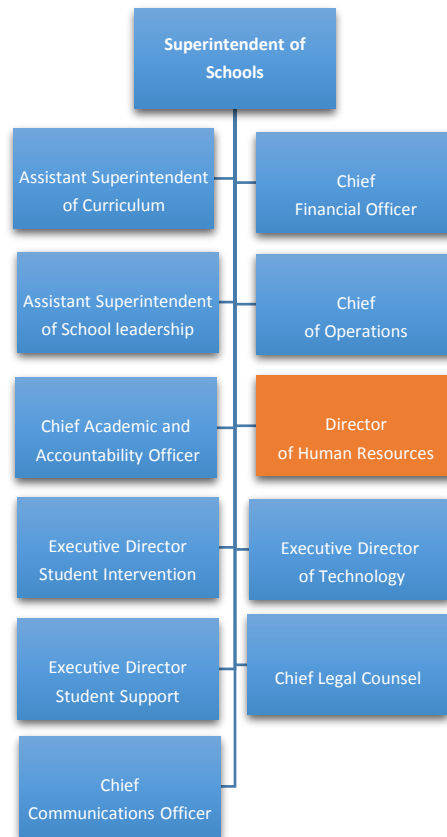 Superintendent of
Schools
Assistant Superintendent
of Curriculum
Chief
Financial Officer
Assistant Superintendent
of School leadership
Chief
of Operations
Chief Academic and
Accountability Officer
Director
of Human Resources
Executive Director
Student Intervention
Executive Director
of Technology
Executive Director
Student Support
Chief Legal Counsel
Chief
Communications Officer